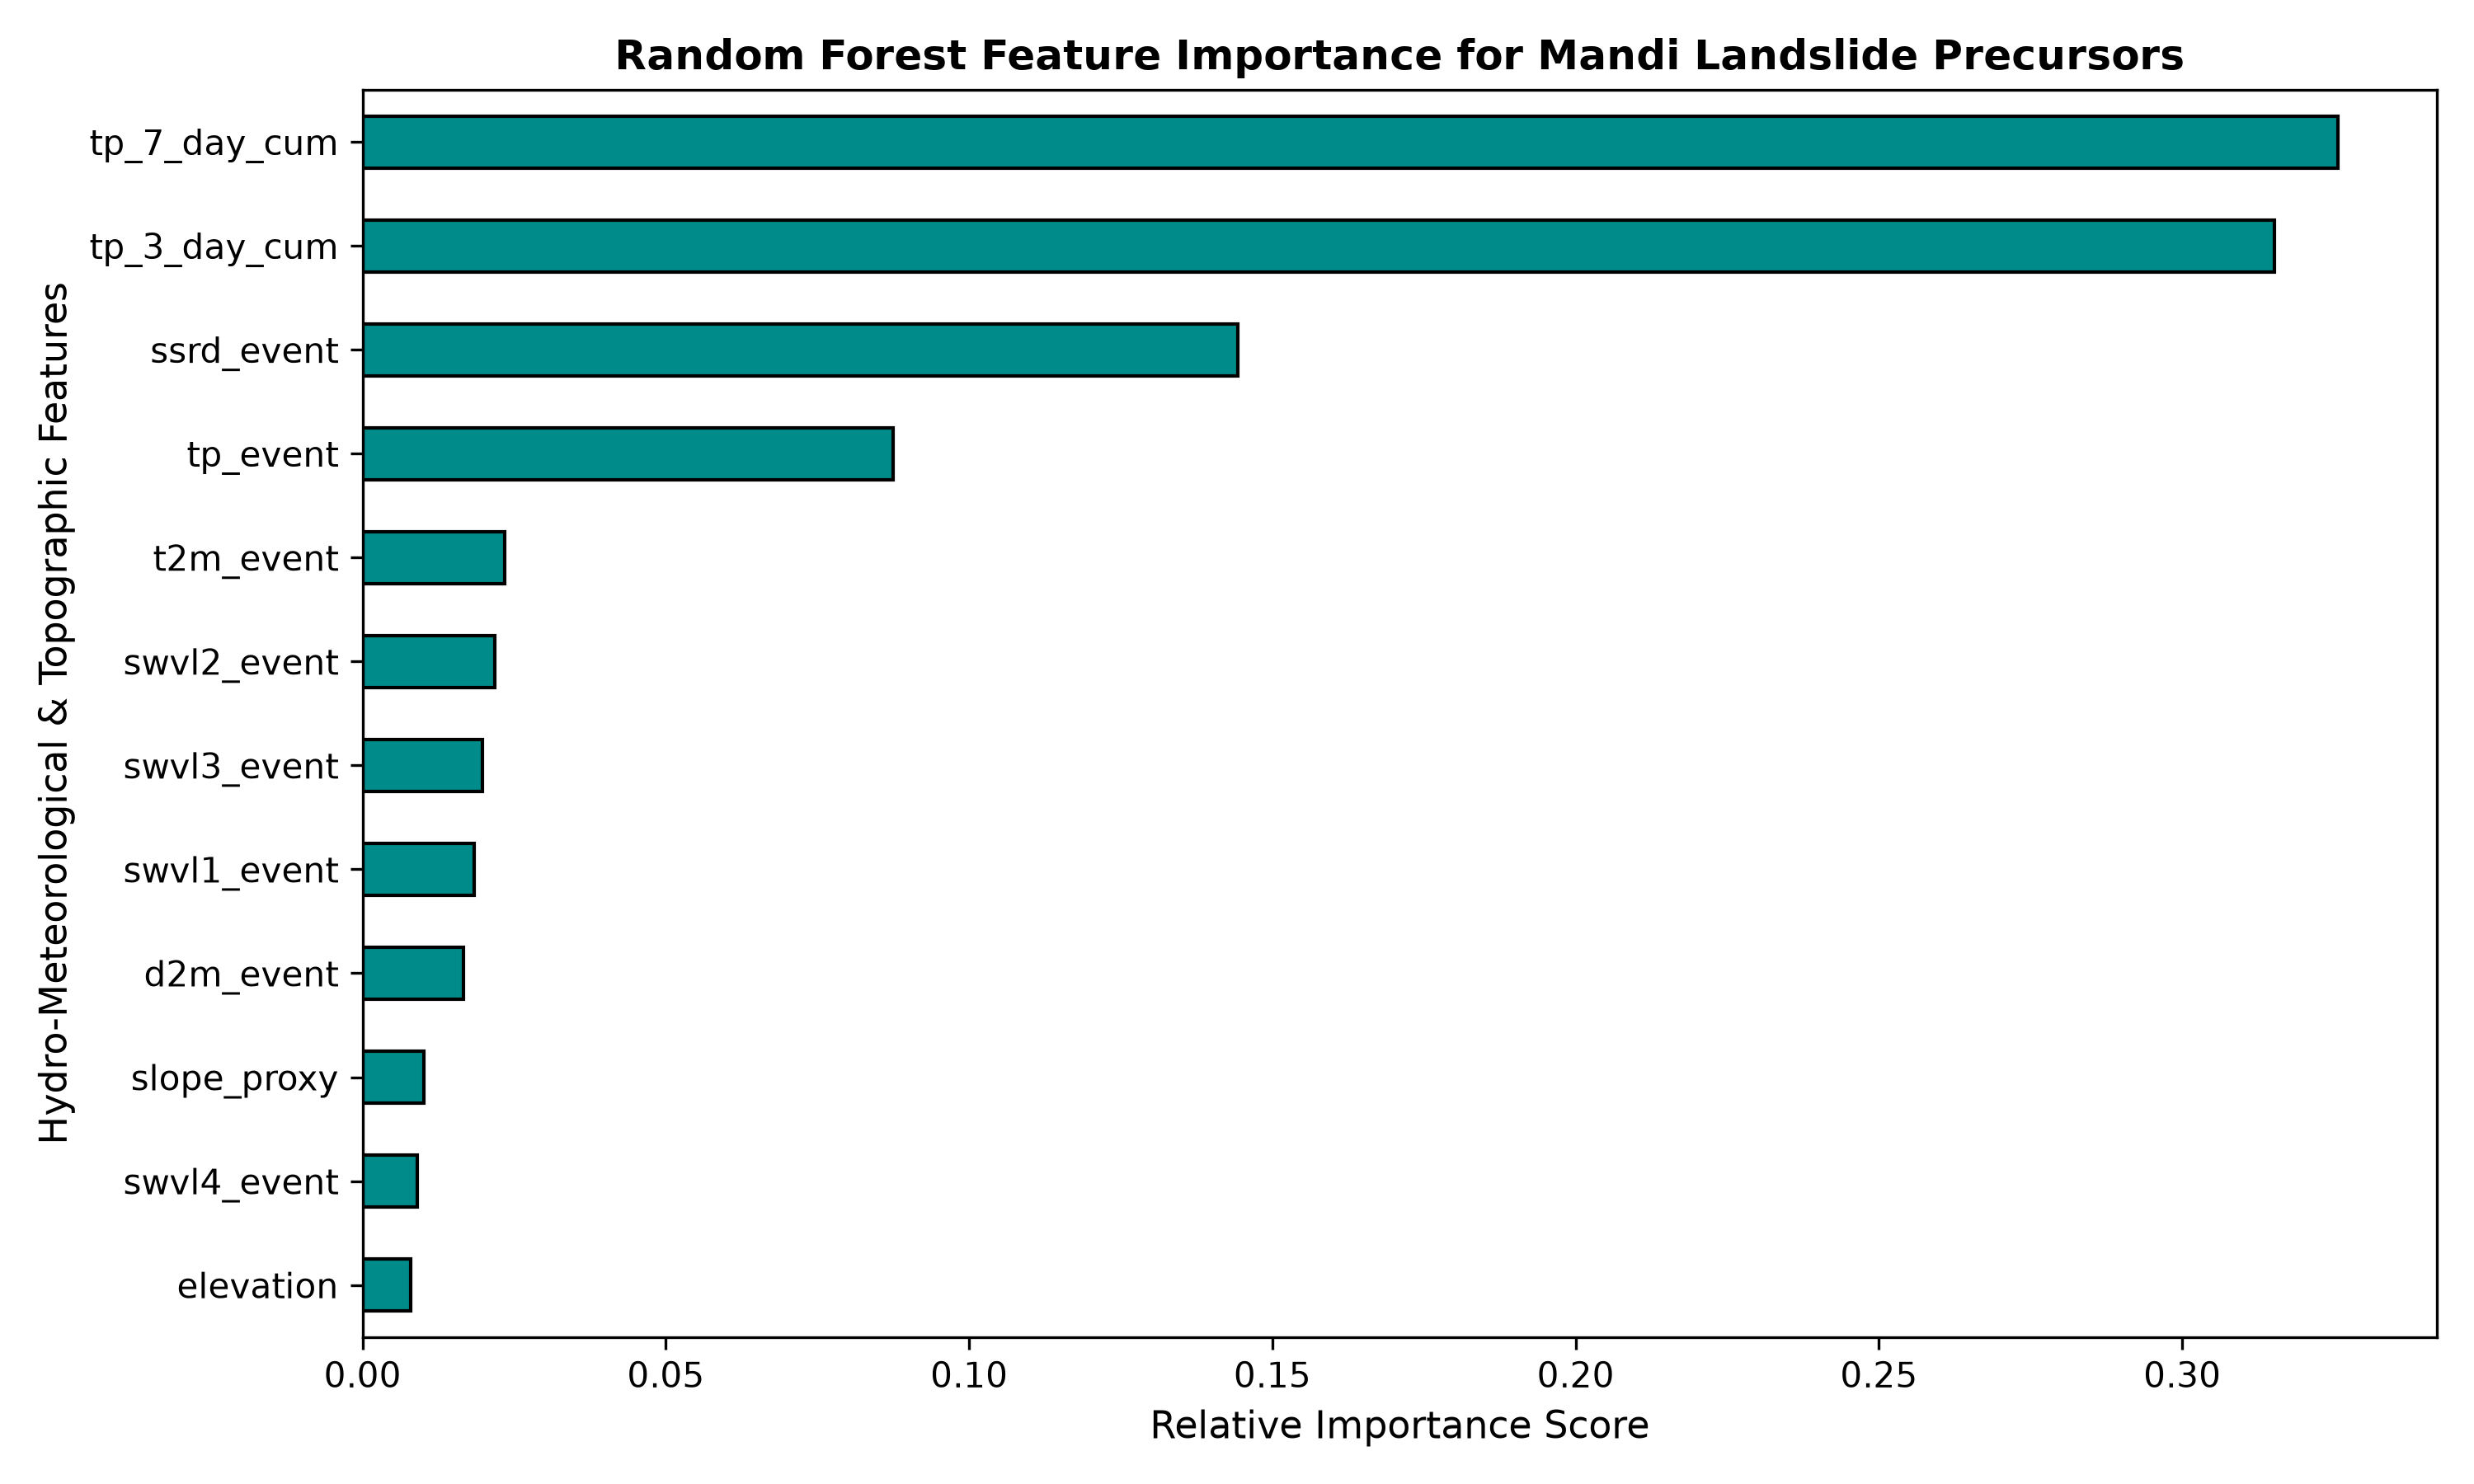 Random Forest Feature Importance for Mandi Landslide Precursors
Hydro-Meteorological & Topographic Features
tp_7_day_cum
tp_3_day_cum
ssrd_event
tp_event
t2m_event
swvl2_event
swvl3_event
swvl1_event
d2m_event
slope_proxy
swvl4_event
elevation
0.00 0.05 0.10 0.15 0.20 0.25 0.30
Relative Importance Score